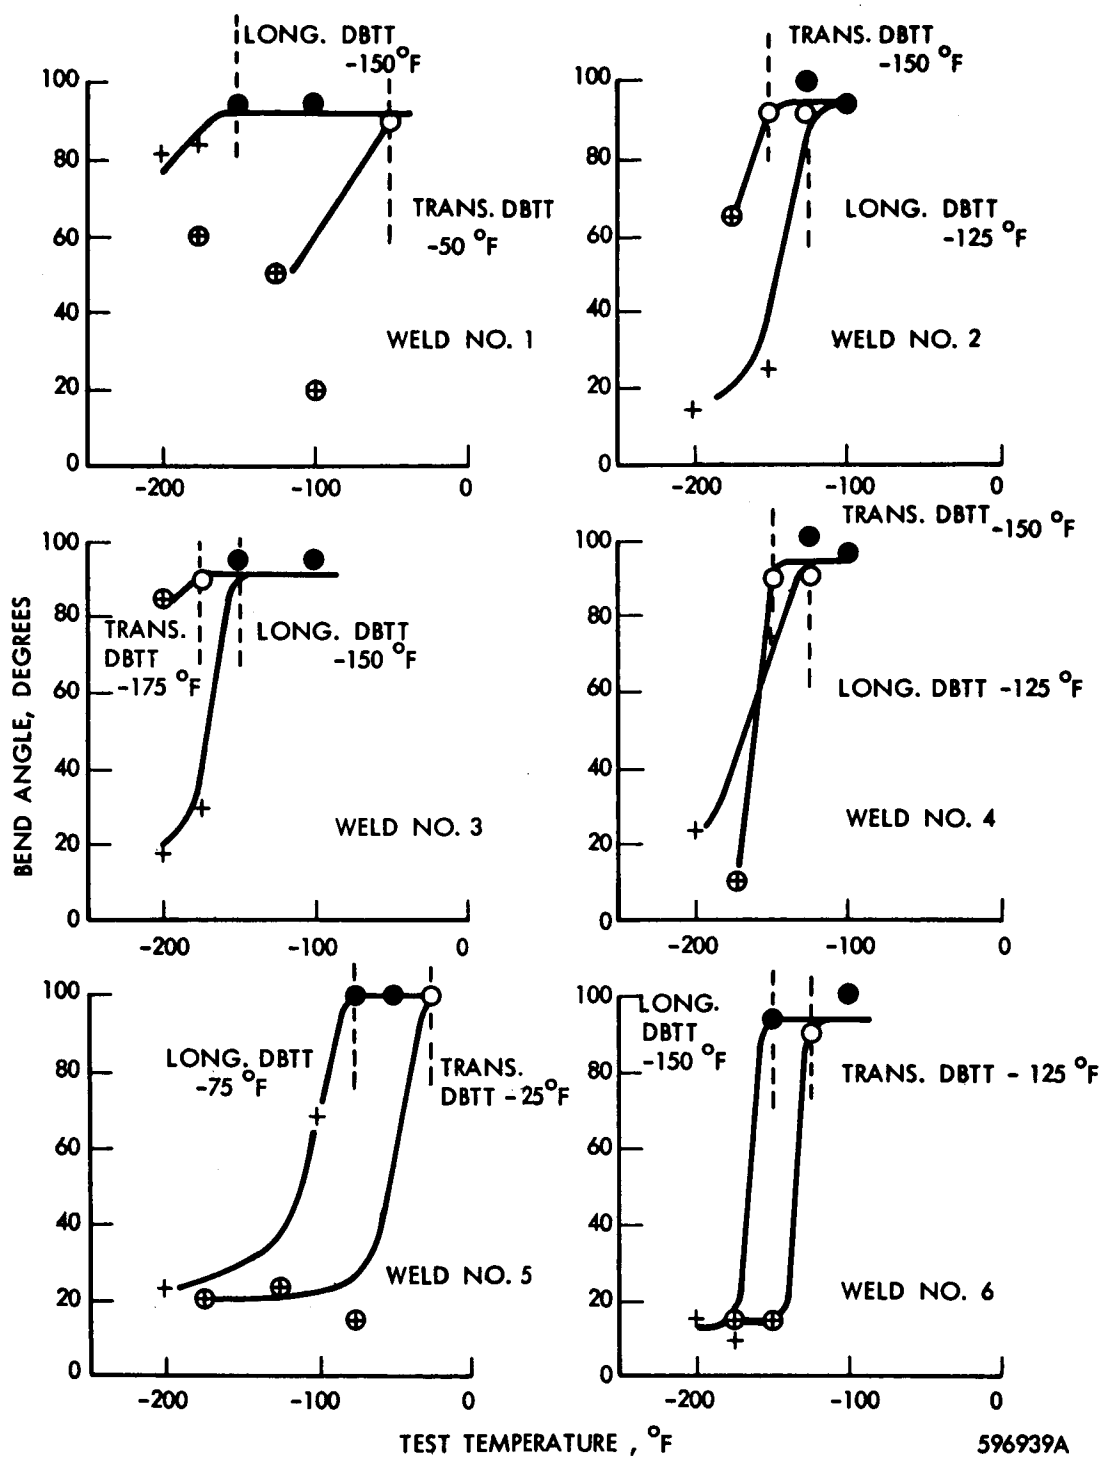 LONG. DBTT
-150 °F
100
80
60
40
20
0
-200
-100
0
TRANS. DBTT
-50 °F
WELD NO. 1
TRANS. DBTT
-150 °F
100
80
60
40
20
0
-200
-100
0
LONG. DBTT
-125 °F
WELD NO. 2
BEND ANGLE, DEGREES
100
80
60
40
20
0
-200
-100
0
TRANS.
DBTT
-175 °F
LONG. DBTT
-150 °F
WELD NO. 3
TRANS. DBTT -150 °F
100
80
60
40
20
0
-200
-100
0
LONG. DBTT -125 °F
WELD NO. 4
100
80
60
40
20
0
-200
-100
0
LONG. DBTT
-75 °F
TRANS.
DBTT -25°F
WELD NO. 5
100
80
60
40
20
0
-200
-100
0
LONG.
DBTT
-150 °F
TRANS. DBTT - 125 °F
WELD NO. 6
TEST TEMPERATURE , °F
596939A